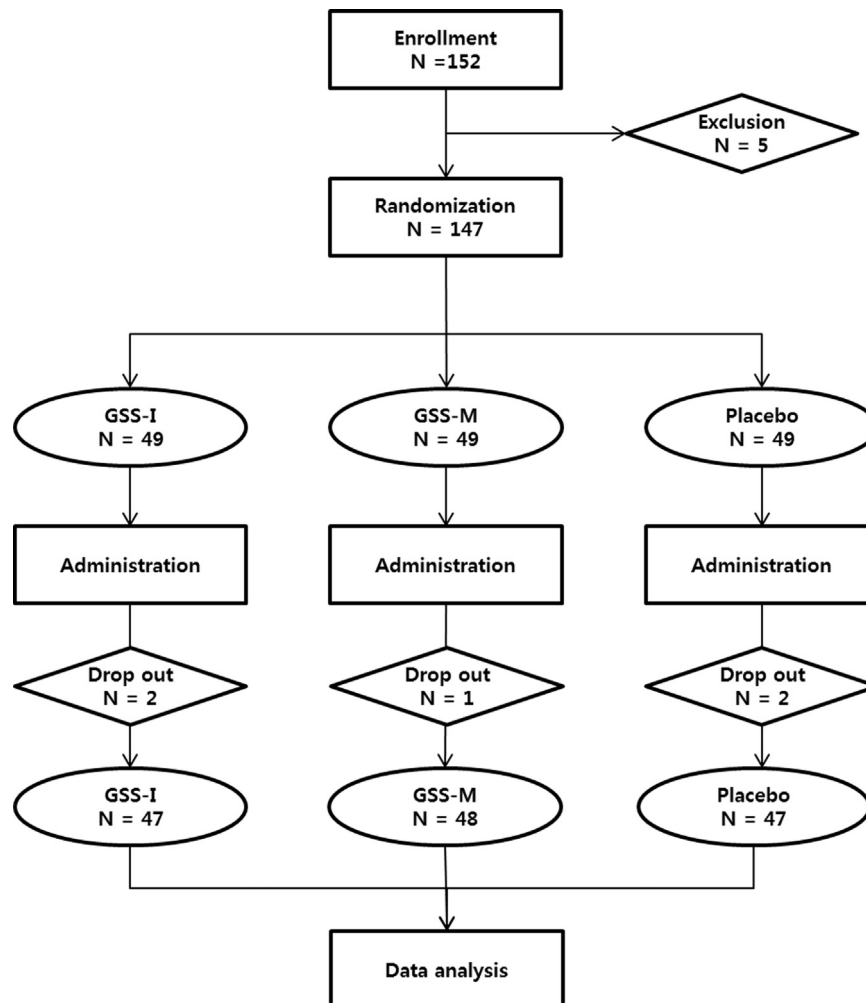 Enrollment
N =152
Exclusion
N = 5
Randomization
N = 147
GSS-I
N = 49
GSS-M
N = 49
Placebo
N = 49
Administration
Administration
Administration
Drop out
N = 2
Drop out
N = 1
Drop out
N = 2
GSS-I
N = 47
GSS-M
N = 48
Placebo
N = 47
Data analysis